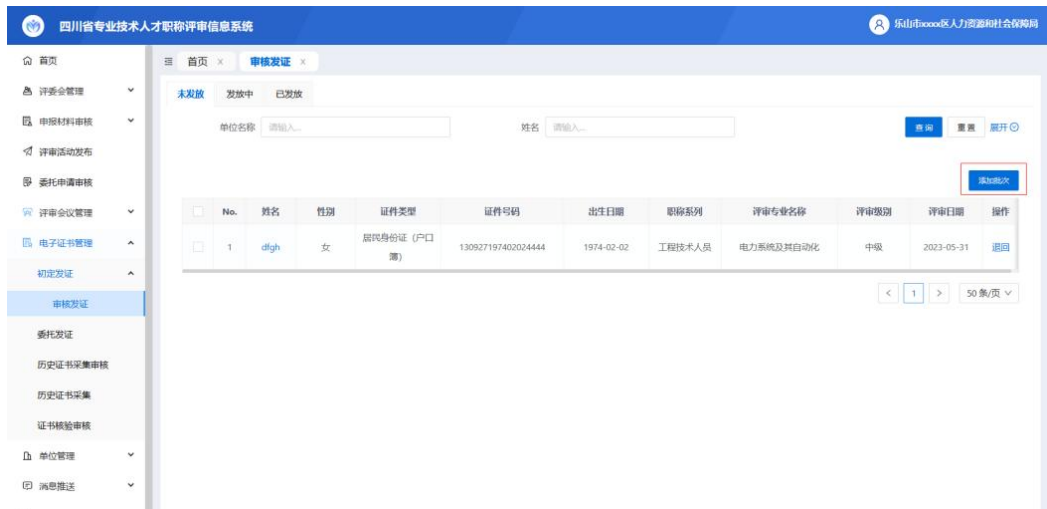 四川省专业技术人才职称评审信息系统
乐山市xxxx区人力资源和社会保障局
首页
评委会管理
申报材料审核
评审活动发布
委托申请审核
评审会议管理
电子证书管理
初定发证
审核发证
委托发证
历史证书采集审核
历史证书采集
证书核验审核
单位管理
消息推送
首页 × 审核发证 ×
未发放 发放中 已发放
单位名称 请输入... 姓名 请输入... 查询 重置 展开
添加批次
No. 姓名 性别 证件类型 证件号码 出生日期 职称系列 评审专业名称 评审级别 评审日期 操作
1 dfgh 女 居民身份证（户口簿） 130927197402024444 1974-02-02 工程技术人员 电力系统及其自动化 中级 2023-05-31 退回
< 1 > 50 条/页